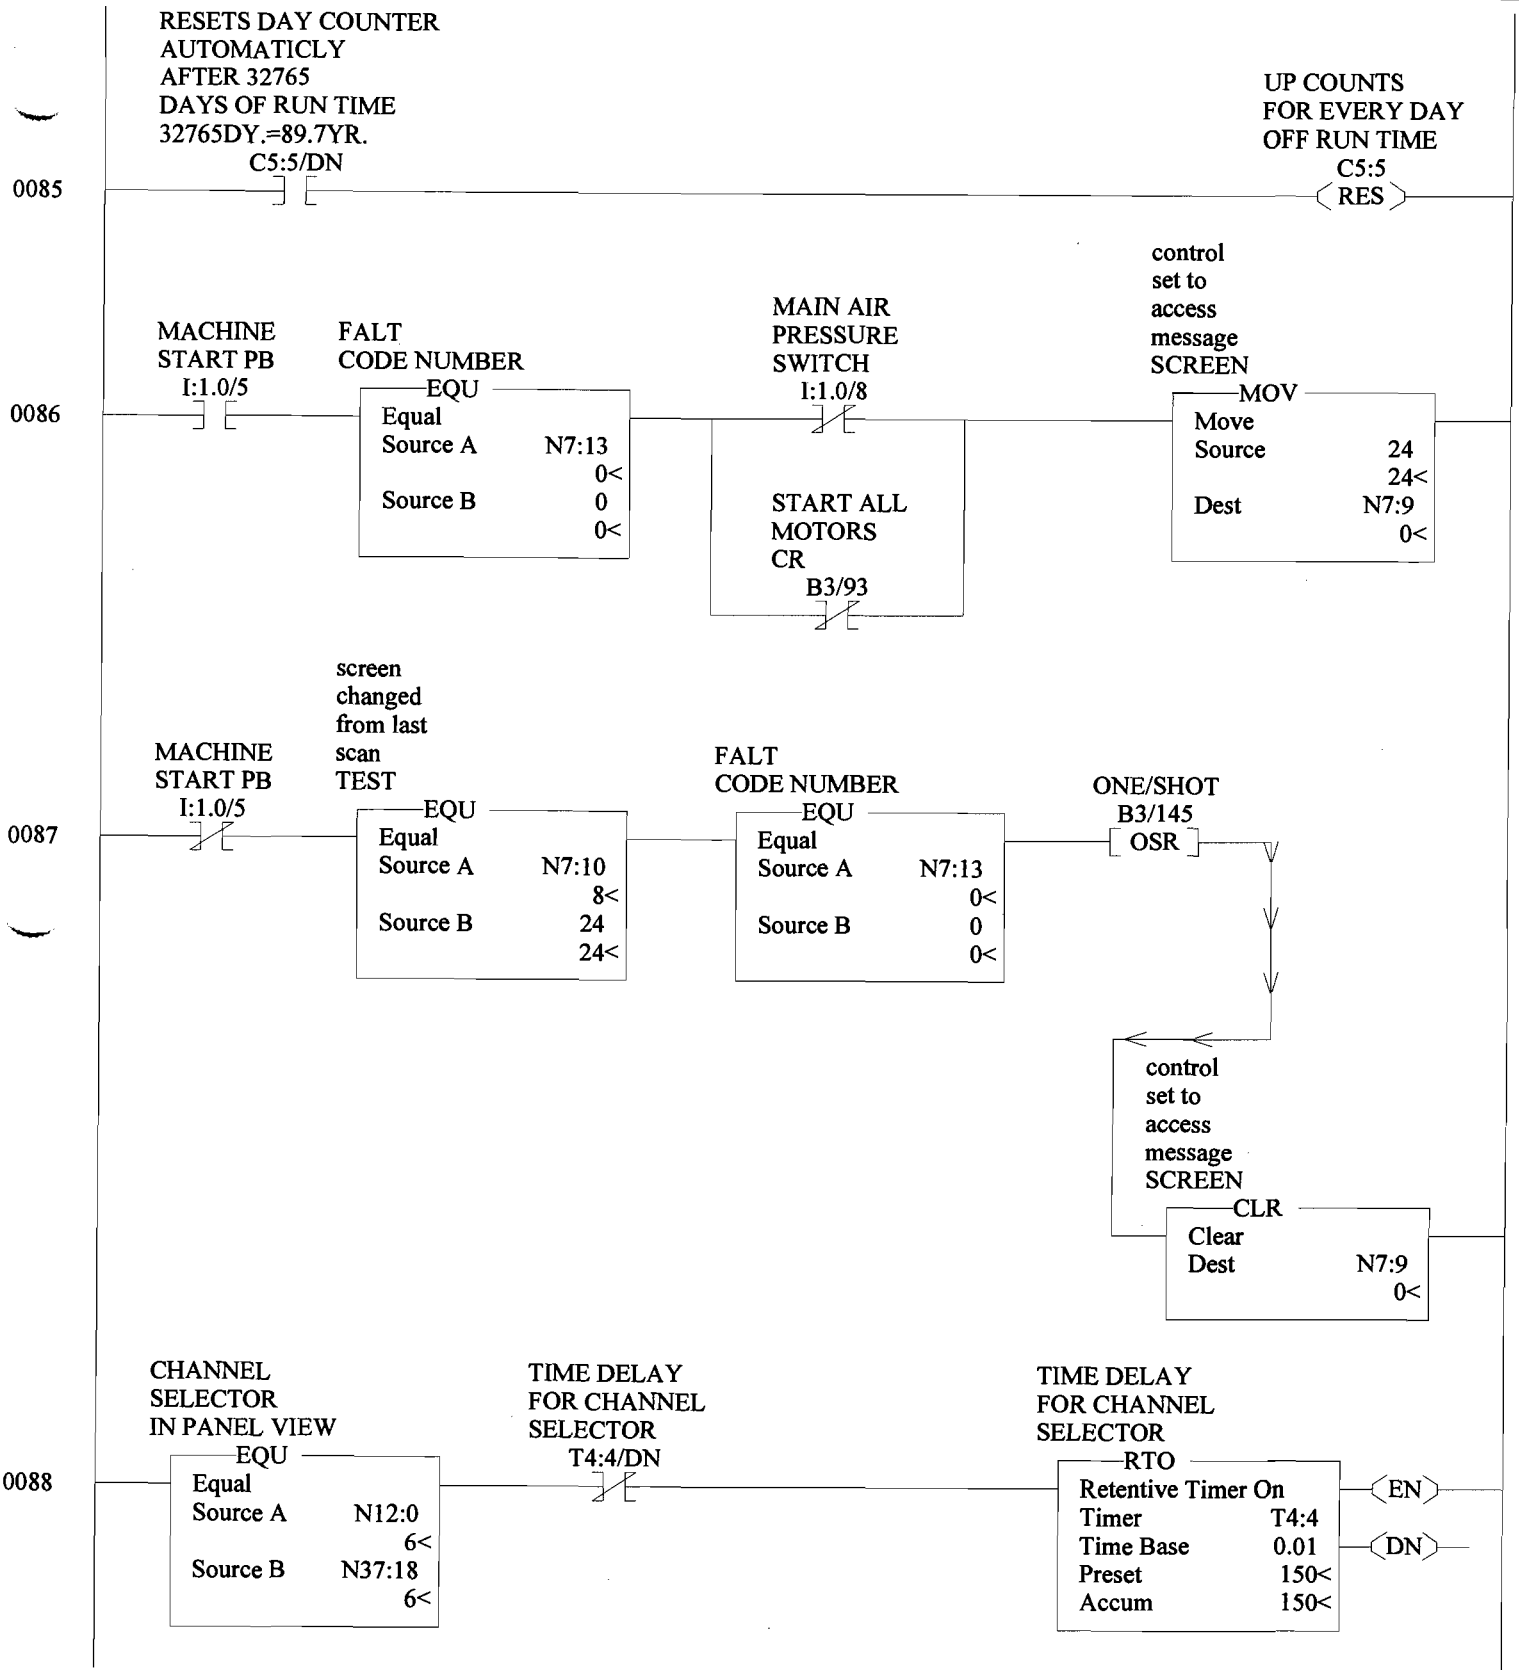 RESETS DAY COUNTER
AUTOMATICLY
AFTER 32765
DAYS OF RUN TIME
32765DY.=89.7YR.
C5:5/DN
UP COUNTS
FOR EVERY DAY
OFF RUN TIME
C5:5
0085
RES
control
set to
access
message
SCREEN
MACHINE
START PB
I:1.0/5
FALT
CODE NUMBER
MAIN AIR
PRESSURE
SWITCH
I:1.0/8
0086
EQU
Equal
Source A N7:13
0<
Source B 0
0<
START ALL
MOTORS
CR
B3/93
MOV
Move
Source 24
24<
Dest N7:9
0<
screen
changed
from last
scan
TEST
MACHINE
START PB
I:1.0/5
FALT
CODE NUMBER
ONE/SHOT
B3/145
0087
EQU
Equal
Source A N7:10
8<
Source B 24
24<
EQU
Equal
Source A N7:13
0<
Source B 0
0<
OSR
control
set to
access
message
SCREEN
CLR
Clear
Dest N7:9
0<
CHANNEL
SELECTOR
IN PANEL VIEW
TIME DELAY
FOR CHANNEL
SELECTOR
T4:4/DN
TIME DELAY
FOR CHANNEL
SELECTOR
0088
EQU
Equal
Source A N12:0
6<
Source B N37:18
6<
RTO
Retentive Timer On
Timer T4:4
Time Base 0.01
Preset 150<
Accum 150<
EN
DN